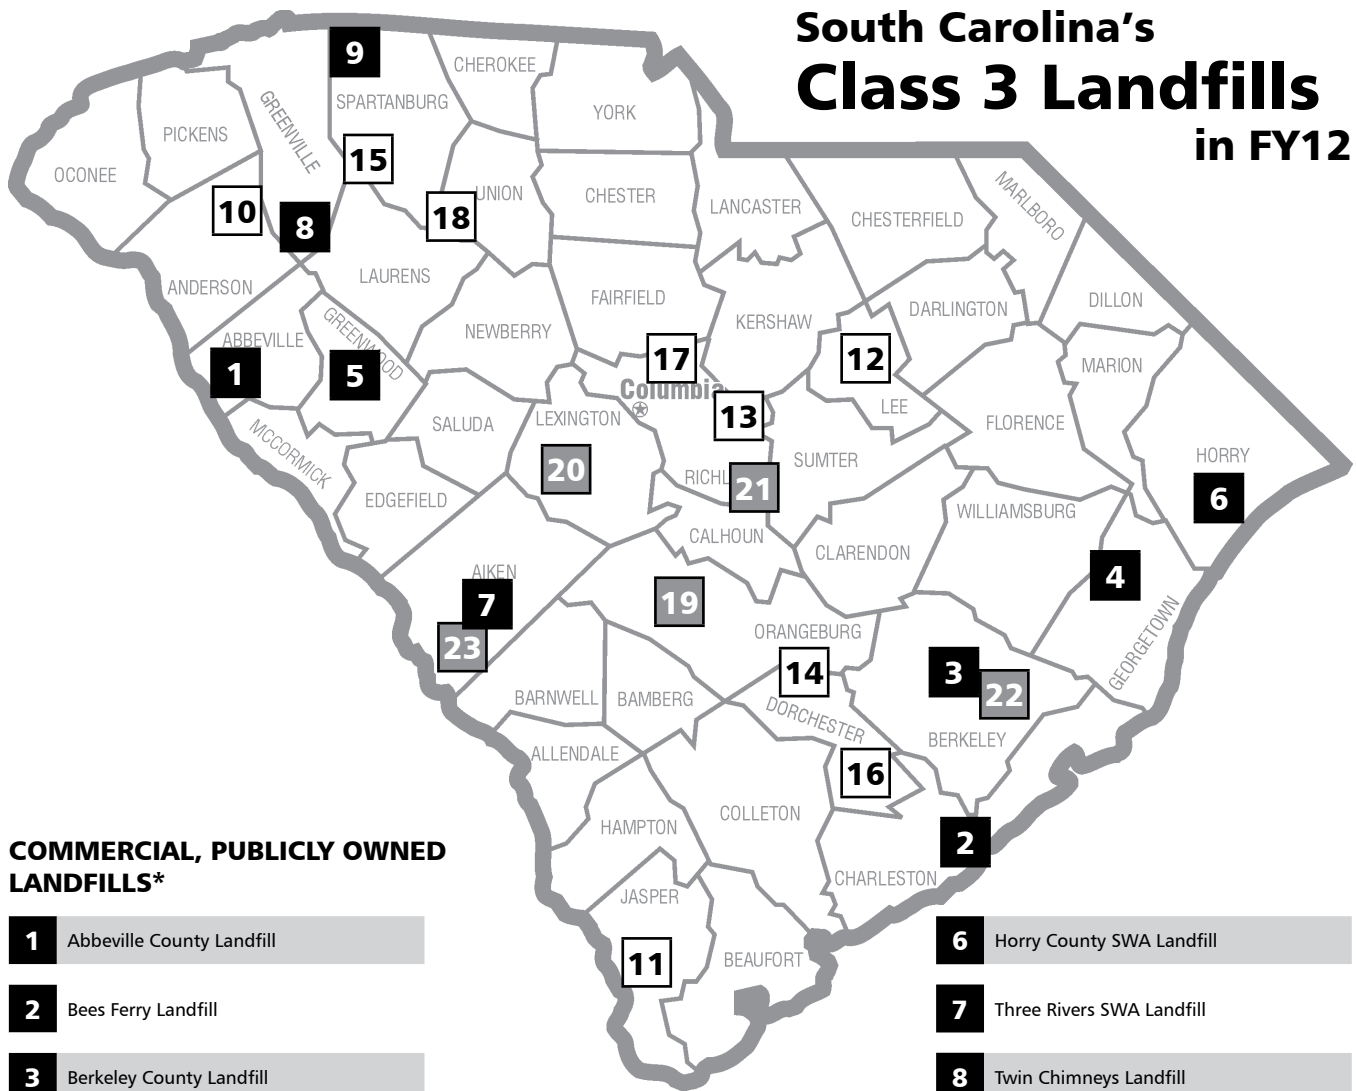 South Carolina's
Class 3 Landfills
in FY12
9
CHEROKEE
SPARTANBURG
GREENVILLE
YORK
PICKENS
15
OCONEE
UNION
CHESTER
MARLBORO
LANCASTER
10
8
18
CHESTERFIELD
LAURENS
ANDERSON
FAIRFIELD
DILLON
DARLINGTON
KERSHAW
NEWBERRY
GREENWOOD
ABBEVILLE
17
12
MARION
1
5
Columbia
13
LEE
LEXINGTON
SALUDA
FLORENCE
MCCORMICK
HORRY
SUMTER
20
RICHL
21
6
EDGEFIELD
WILLIAMSBURG
CALHOUN
CLARENDON
AIKEN
4
7
19
ORANGEBURG
GEORGETOWN
23
14
3
22
BARNWELL
BAMBERG
DORCHESTER
BERKELEY
ALLENDALE
16
COLLETON
HAMPTON
2
CHARLESTON
JASPER
11
BEAUFORT
COMMERCIAL, PUBLICLY OWNED
LANDFILLS*
1 Abbeville County Landfill
2 Bees Ferry Landfill
3 Berkeley County Landfill
6 Horry County SWA Landfill
7 Three Rivers SWA Landfill
8 Twin Chimneys Landfill